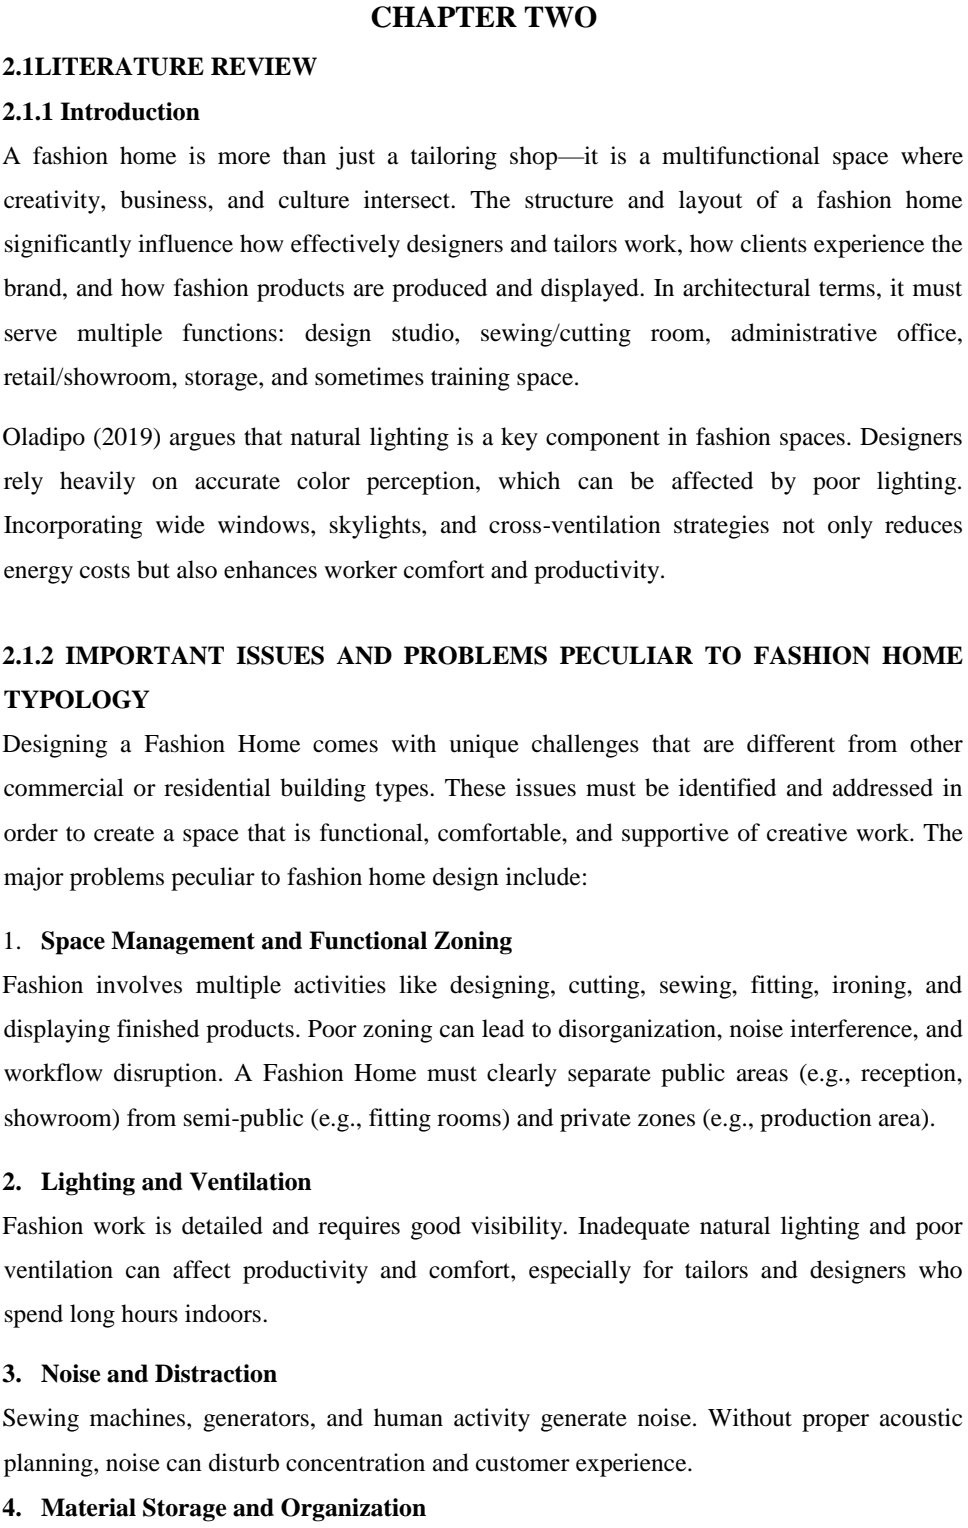 CHAPTER TWO
2.1LITERATURE REVIEW
2.1.1 Introduction
A fashion home is more than just a tailoring shop—it is a multifunctional space where
creativity, business, and culture intersect. The structure and layout of a fashion home
significantly influence how effectively designers and tailors work, how clients experience the
brand, and how fashion products are produced and displayed. In architectural terms, it must
serve multiple functions: design studio, sewing/cutting room, administrative office,
retail/showroom, storage, and sometimes training space.
Oladipo (2019) argues that natural lighting is a key component in fashion spaces. Designers
rely heavily on accurate color perception, which can be affected by poor lighting.
Incorporating wide windows, skylights, and cross-ventilation strategies not only reduces
energy costs but also enhances worker comfort and productivity.
2.1.2 IMPORTANT ISSUES AND PROBLEMS PECULIAR TO FASHION HOME
TYPOLOGY
Designing a Fashion Home comes with unique challenges that are different from other
commercial or residential building types. These issues must be identified and addressed in
order to create a space that is functional, comfortable, and supportive of creative work. The
major problems peculiar to fashion home design include:
1. Space Management and Functional Zoning
Fashion involves multiple activities like designing, cutting, sewing, fitting, ironing, and
displaying finished products. Poor zoning can lead to disorganization, noise interference, and
workflow disruption. A Fashion Home must clearly separate public areas (e.g., reception,
showroom) from semi-public (e.g., fitting rooms) and private zones (e.g., production area).
2. Lighting and Ventilation
Fashion work is detailed and requires good visibility. Inadequate natural lighting and poor
ventilation can affect productivity and comfort, especially for tailors and designers who
spend long hours indoors.
3. Noise and Distraction
Sewing machines, generators, and human activity generate noise. Without proper acoustic
planning, noise can disturb concentration and customer experience.
4. Material Storage and Organization